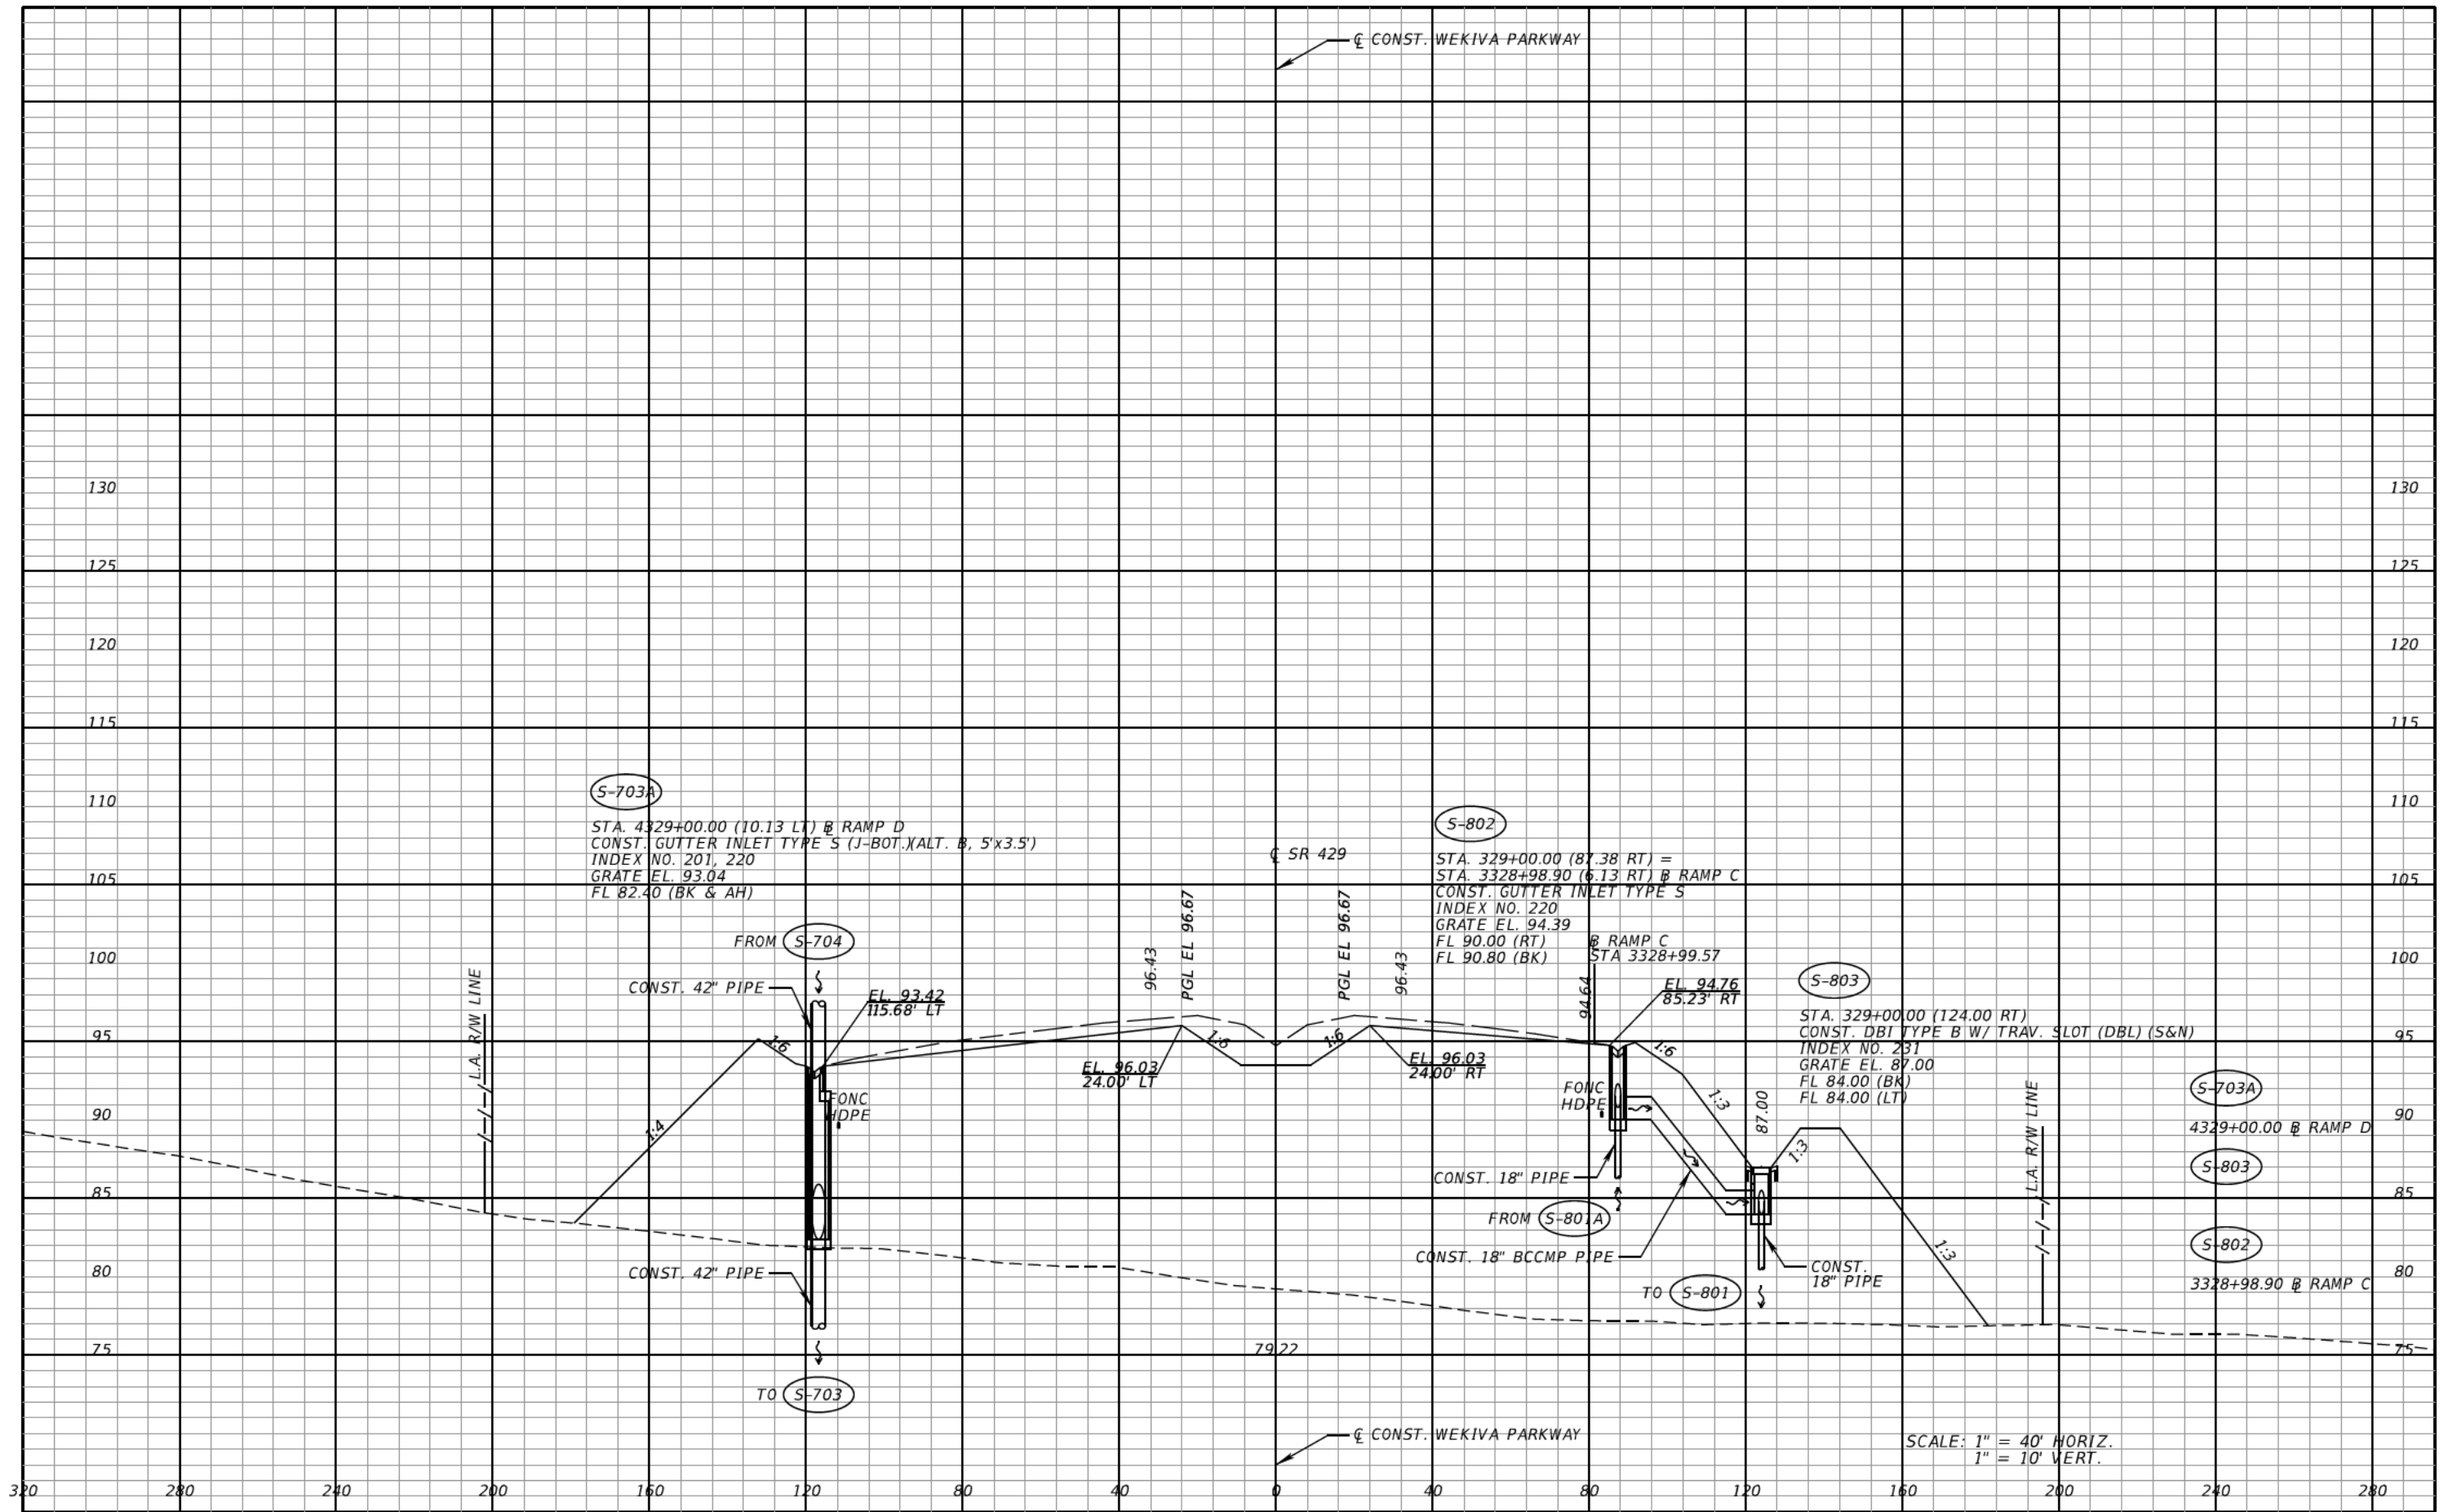 ℄ CONST. WEKIVA PARKWAY
130 130
125 125
120 120
115 115
110 110
105 105
100 100
95 95
90 90
85 85
80 80
75 75
S-703A
STA. 4329+00.00 (10.13 LT) B RAMP D
CONST. GUTTER INLET TYPE S (J-BOT.)(ALT. B, 5'x3.5')
INDEX NO. 201, 220
GRATE EL. 93.04
FL 82.40 (BK & AH)
FROM S-704
CONST. 42" PIPE
EL. 93.42
115.68' LT
L.A. R/W LINE
1:6
1:4
FONC
HDPE
CONST. 42" PIPE
TO S-703
℄ SR 429
96.43
PGL EL 96.67
PGL EL 96.67
96.43
EL. 96.03
24.00' LT
1:6
1:6
EL. 96.03
24.00' RT
79.22
S-802
STA. 329+00.00 (87.38 RT) =
STA. 3328+98.90 (6.13 RT) B RAMP C
CONST. GUTTER INLET TYPE S
INDEX NO. 220
GRATE EL. 94.39
FL 90.00 (RT)
FL 90.80 (BK)
B RAMP C
STA 3328+99.57
94.64
EL. 94.76
85.23' RT
1:6
1:3
FONC
HDPE
CONST. 18" PIPE
FROM S-801A
CONST. 18" BCCMP PIPE
TO S-801
S-803
STA. 329+00.00 (124.00 RT)
CONST. DBI TYPE B W/ TRAV. SLOT (DBL) (S&N)
INDEX NO. 231
GRATE EL. 87.00
FL 84.00 (BK)
FL 84.00 (LT)
87.00
1:3
1:3
CONST.
18" PIPE
L.A. R/W LINE
S-703A
4329+00.00 B RAMP D
S-803
S-802
3328+98.90 B RAMP C
℄ CONST. WEKIVA PARKWAY
SCALE: 1" = 40' HORIZ.
1" = 10' VERT.
320 280 240 200 160 120 80 40 0 40 80 120 160 200 240 280